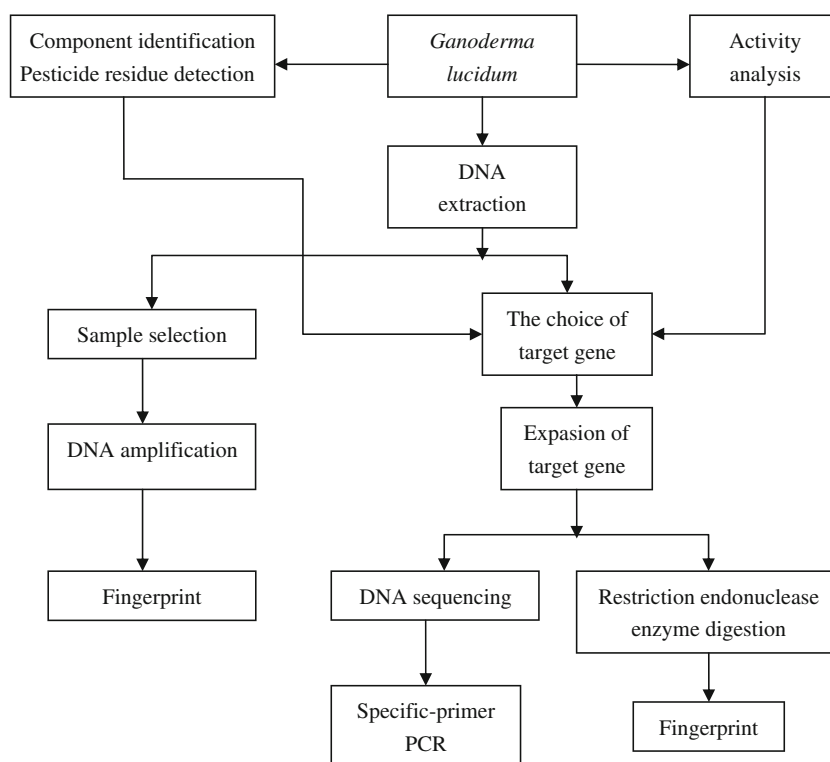 Component identification
Pesticide residue detection
Ganoderma
lucidum
Activity
analysis
DNA
extraction
Sample selection
The choice of
target gene
DNA amplification
Expasion of
target gene
Fingerprint
DNA sequencing
Restriction endonuclease
enzyme digestion
Specific-primer
PCR
Fingerprint